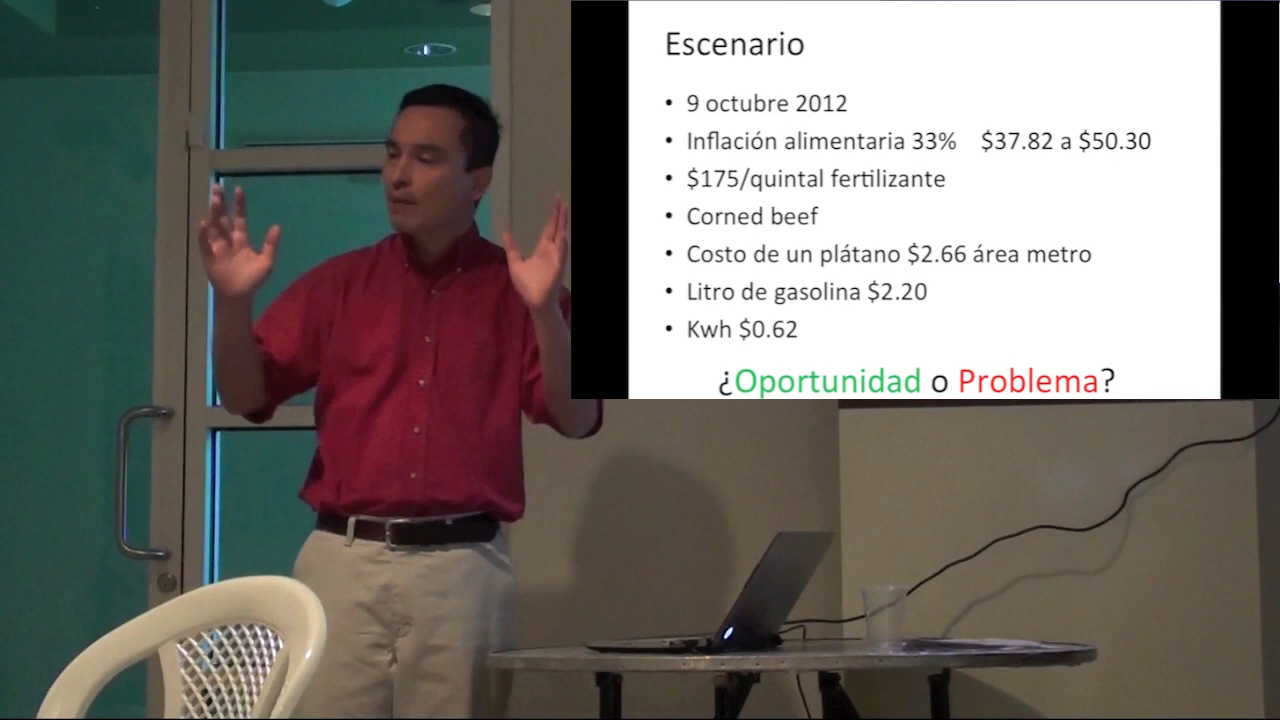 Escenario
• 9 octubre 2012
• Inflación alimentaria 33% $37.82 a $50.30
• $175/quintal fertilizante
• Corned beef
• Costo de un plátano $2.66 área metro
• Litro de gasolina $2.20
• Kwh $0.62
¿Oportunidad o Problema?